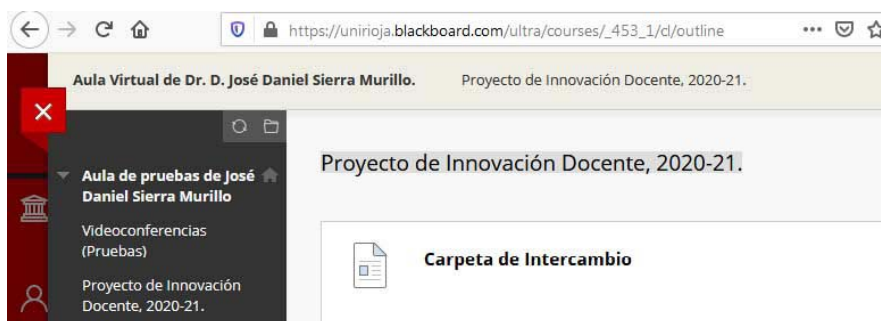 https://unirioja.blackboard.com/ultra/courses/_453_1/cl/outline
Aula Virtual de Dr. D. José Daniel Sierra Murillo. Proyecto de Innovación Docente, 2020-21.
Proyecto de Innovación Docente, 2020-21.
Aula de pruebas de José
Daniel Sierra Murillo
Videoconferencias
(Pruebas)
Carpeta de Intercambio
Proyecto de Innovación
Docente, 2020-21.